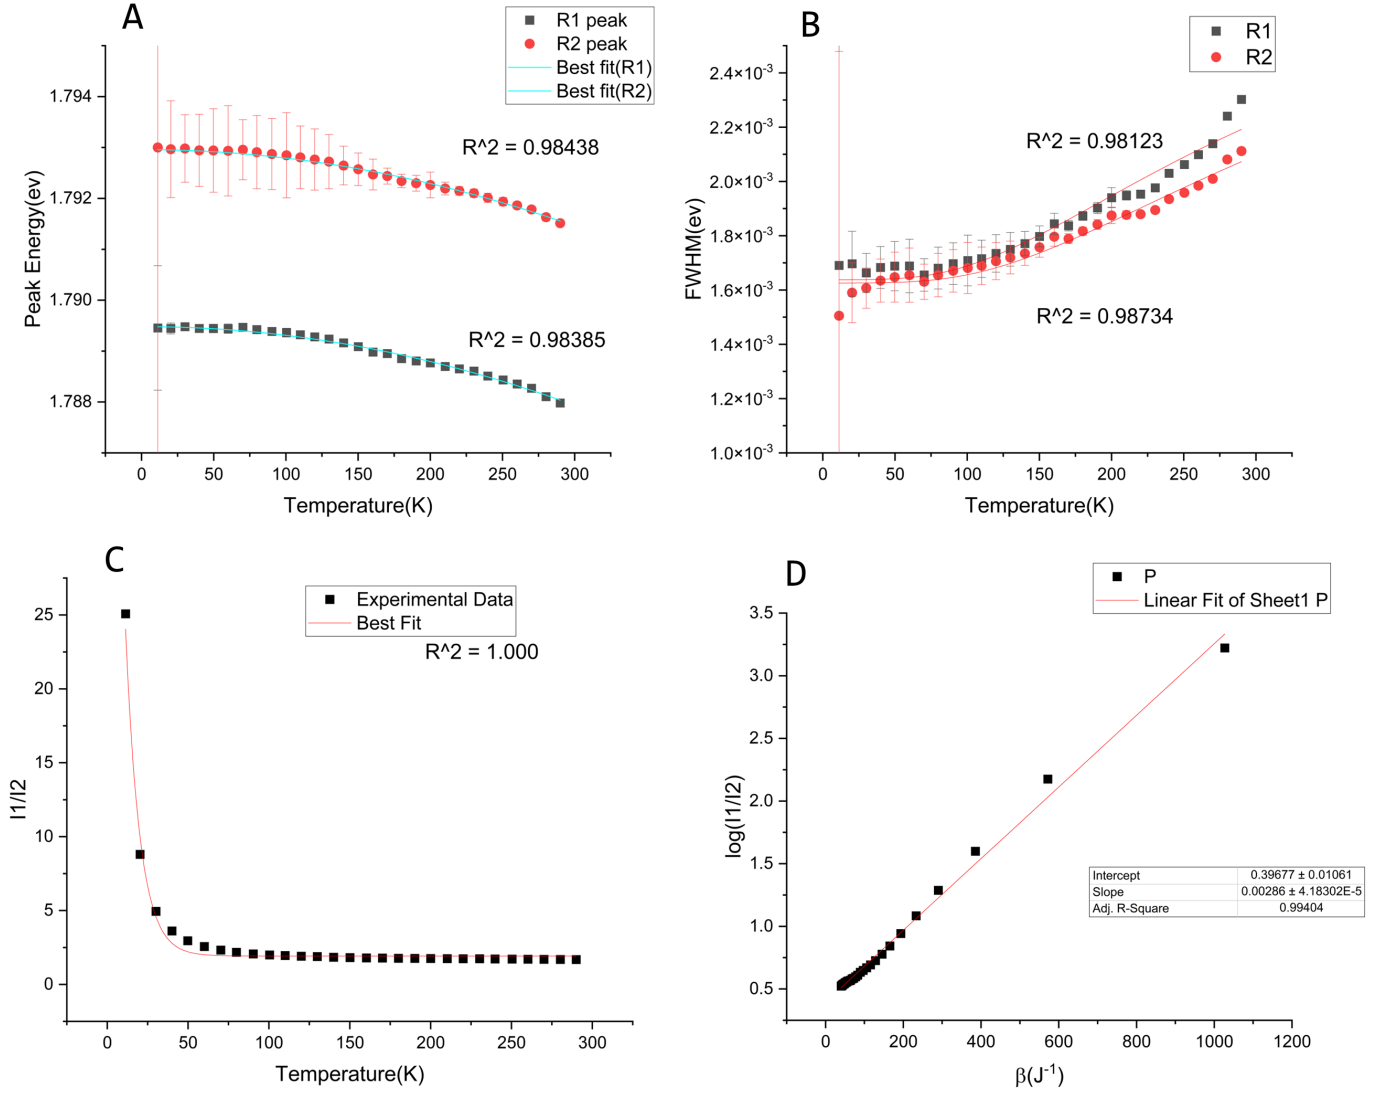 A
R1 peak
R2 peak
Best fit(R1)
Best fit(R2)
1.794
1.792
1.790
1.788
Peak Energy(ev)
R^2 = 0.98438
R^2 = 0.98385
0 50 100 150 200 250 300
Temperature(K)
B
R1
R2
2.4×10⁻³
2.2×10⁻³
2.0×10⁻³
1.8×10⁻³
1.6×10⁻³
1.4×10⁻³
1.2×10⁻³
1.0×10⁻³
FWHM(ev)
R^2 = 0.98123
R^2 = 0.98734
0 50 100 150 200 250 300
Temperature(K)
C
Experimental Data
Best Fit
R^2 = 1.000
25
20
15
10
5
0
I1/I2
0 50 100 150 200 250 300
Temperature(K)
D
P
Linear Fit of Sheet1 P
3.5
3.0
2.5
2.0
1.5
1.0
0.5
log(I1/I2)
Intercept 0.39677 ± 0.01061
Slope 0.00286 ± 4.18302E-5
Adj. R-Square 0.99404
0 200 400 600 800 1000 1200
β(J⁻¹)